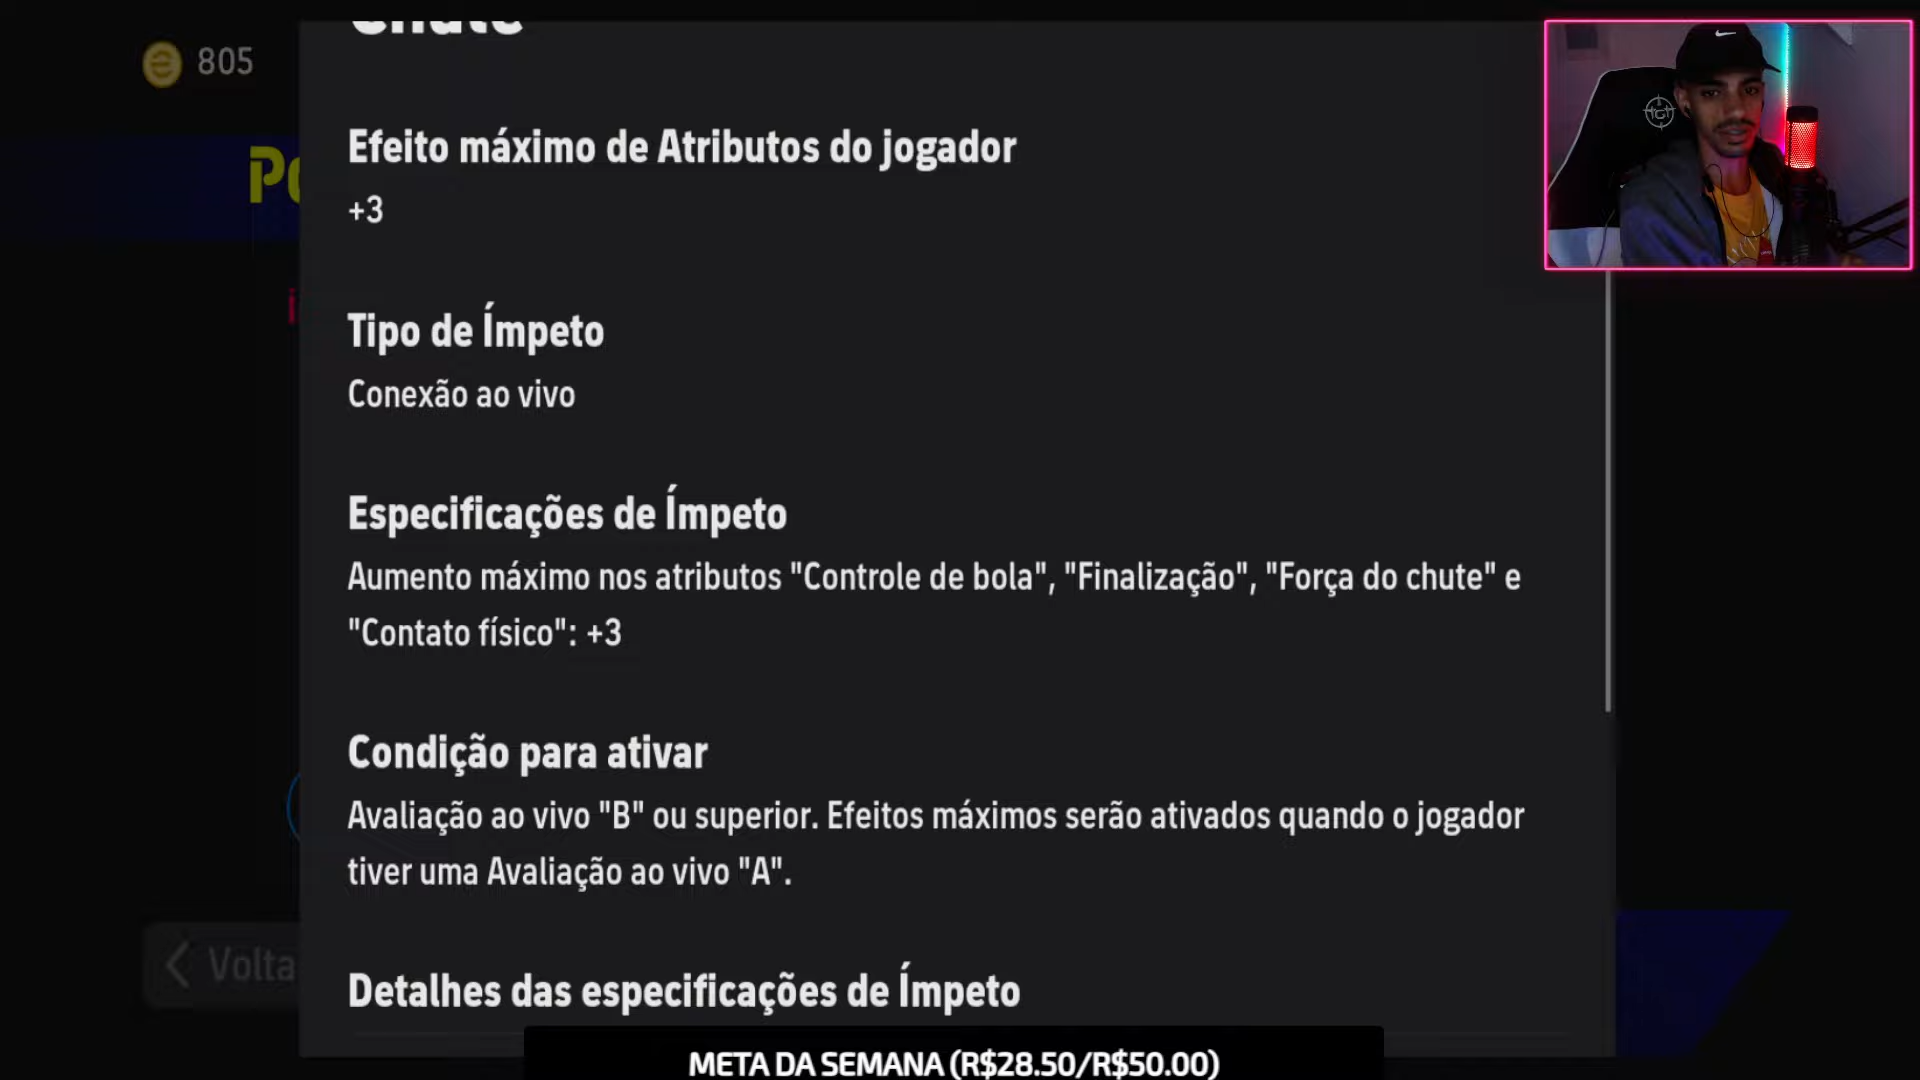 Chute
805
Efeito máximo de Atributos do jogador
+3
Tipo de Ímpeto
Conexão ao vivo
Especificações de Ímpeto
Aumento máximo nos atributos "Controle de bola", "Finalização", "Força do chute" e
"Contato físico": +3
Condição para ativar
Avaliação ao vivo "B" ou superior. Efeitos máximos serão ativados quando o jogador
tiver uma Avaliação ao vivo "A".
Volta
Detalhes das especificações de Ímpeto
META DA SEMANA (R$28.50/R$50.00)